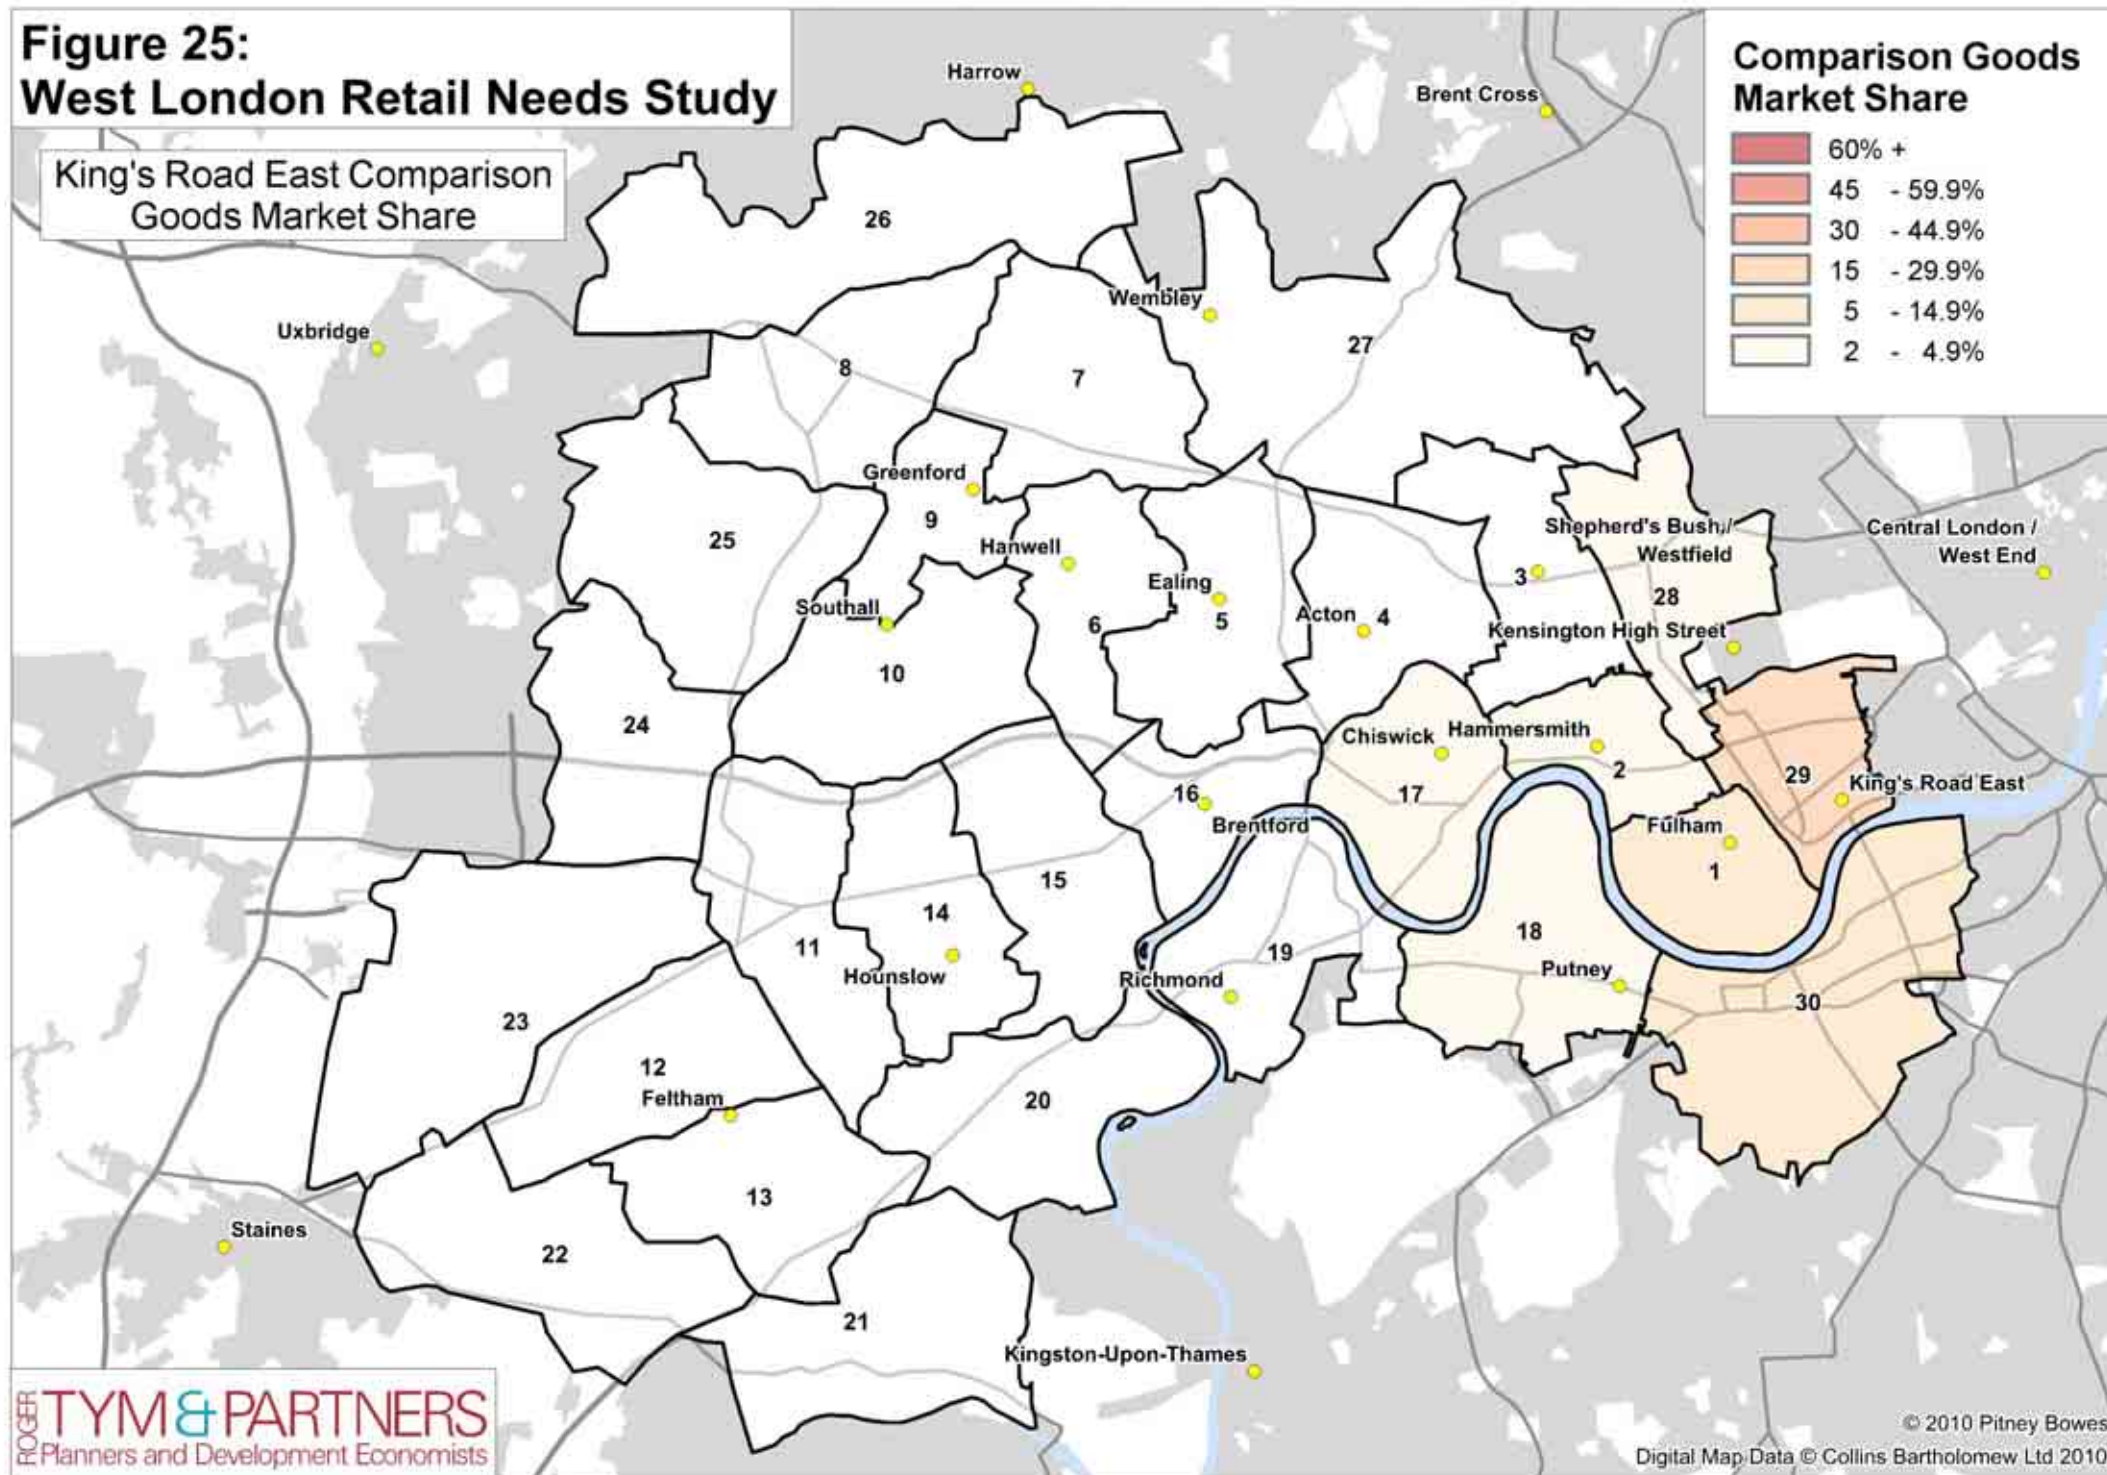 Figure 25:
West London Retail Needs Study
King's Road East Comparison
Goods Market Share
Comparison Goods
Market Share
60% +
45 - 59.9%
30 - 44.9%
15 - 29.9%
5 - 14.9%
2 - 4.9%
Harrow
Brent Cross
26
Wembley
Uxbridge
27
8
7
Greenford
9
25
Hanwell
Shepherd's Bush /
Westfield
Central London /
West End
Ealing
3
28
Southall
6
5
Acton
4
Kensington High Street
10
24
Chiswick
Hammersmith
2
29
King's Road East
16
17
Brentford
Fulham
1
15
14
11
18
19
Hounslow
Richmond
Putney
30
23
12
Feltham
20
13
Staines
22
21
Kingston-Upon-Thames
ROGER
TYM & PARTNERS
Planners and Development Economists
© 2010 Pitney Bowes
Digital Map Data © Collins Bartholomew Ltd 2010